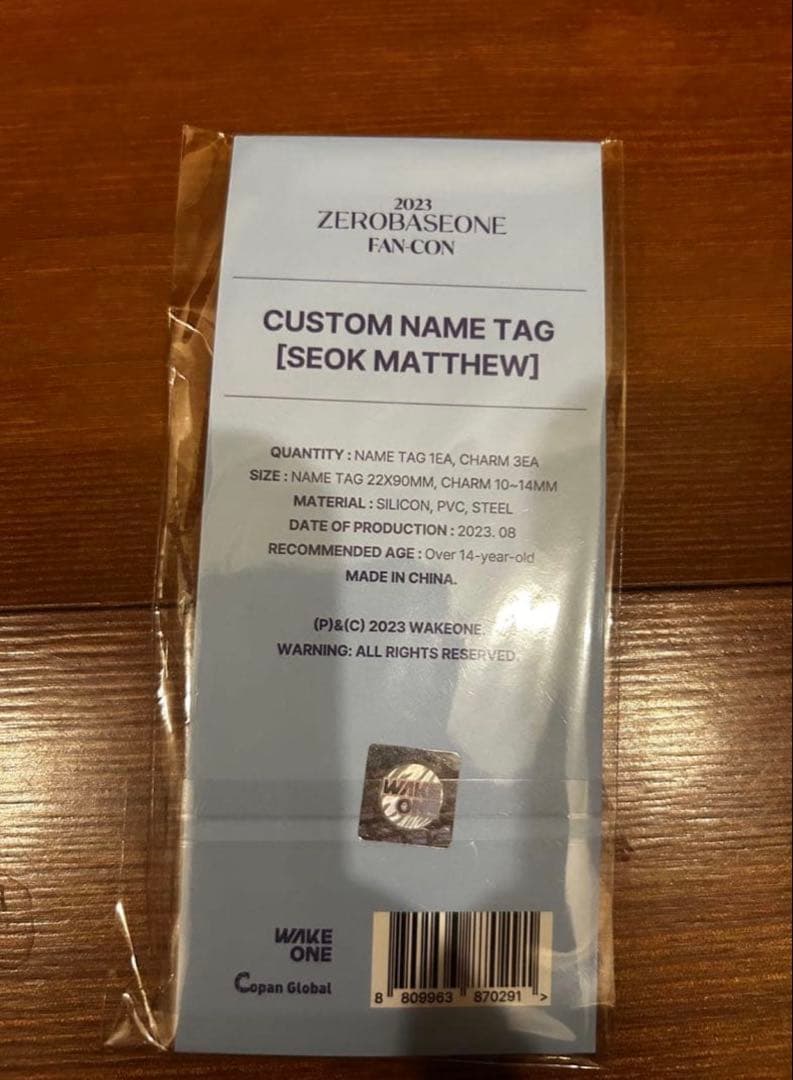 2023
ZEROBASEONE
FAN-CON
CUSTOM NAME TAG
[SEOK MATTHEW]
QUANTITY : NAME TAG 1EA, CHARM 3EA
SIZE : NAME TAG 22X90MM, CHARM 10~14MM
MATERIAL : SILICON, PVC, STEEL
DATE OF PRODUCTION : 2023. 08
RECOMMENDED AGE : Over 14-year-old
MADE IN CHINA.
(P)&(C) 2023 WAKEONE.
WARNING: ALL RIGHTS RESERVED.
WAKE
ONE
WAKE
ONE
Copan Global
8 809963 870291 >